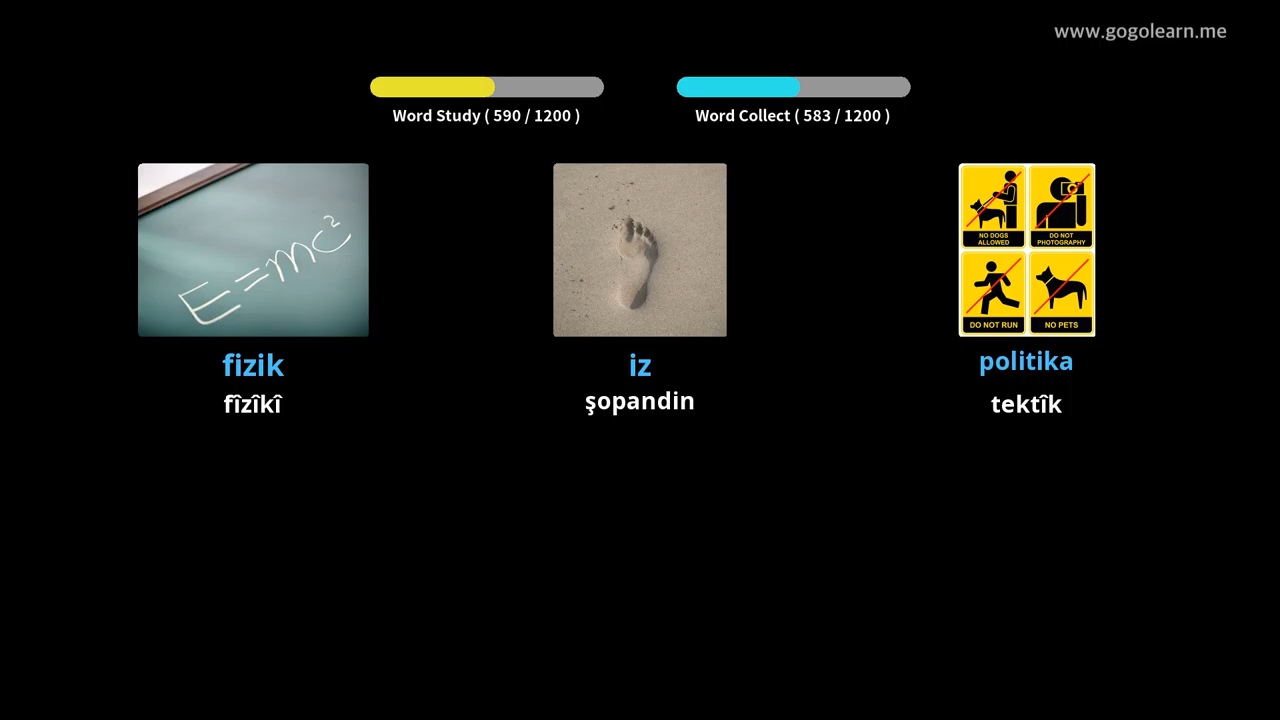 www.gogolearn.me
Word Study ( 590 / 1200 )
Word Collect ( 583 / 1200 )
E=mc²
NO DOGS
ALLOWED
DO NOT
PHOTOGRAPHY
DO NOT RUN
NO PETS
fizik
iz
politika
fîzîkî
şopandin
tektîk